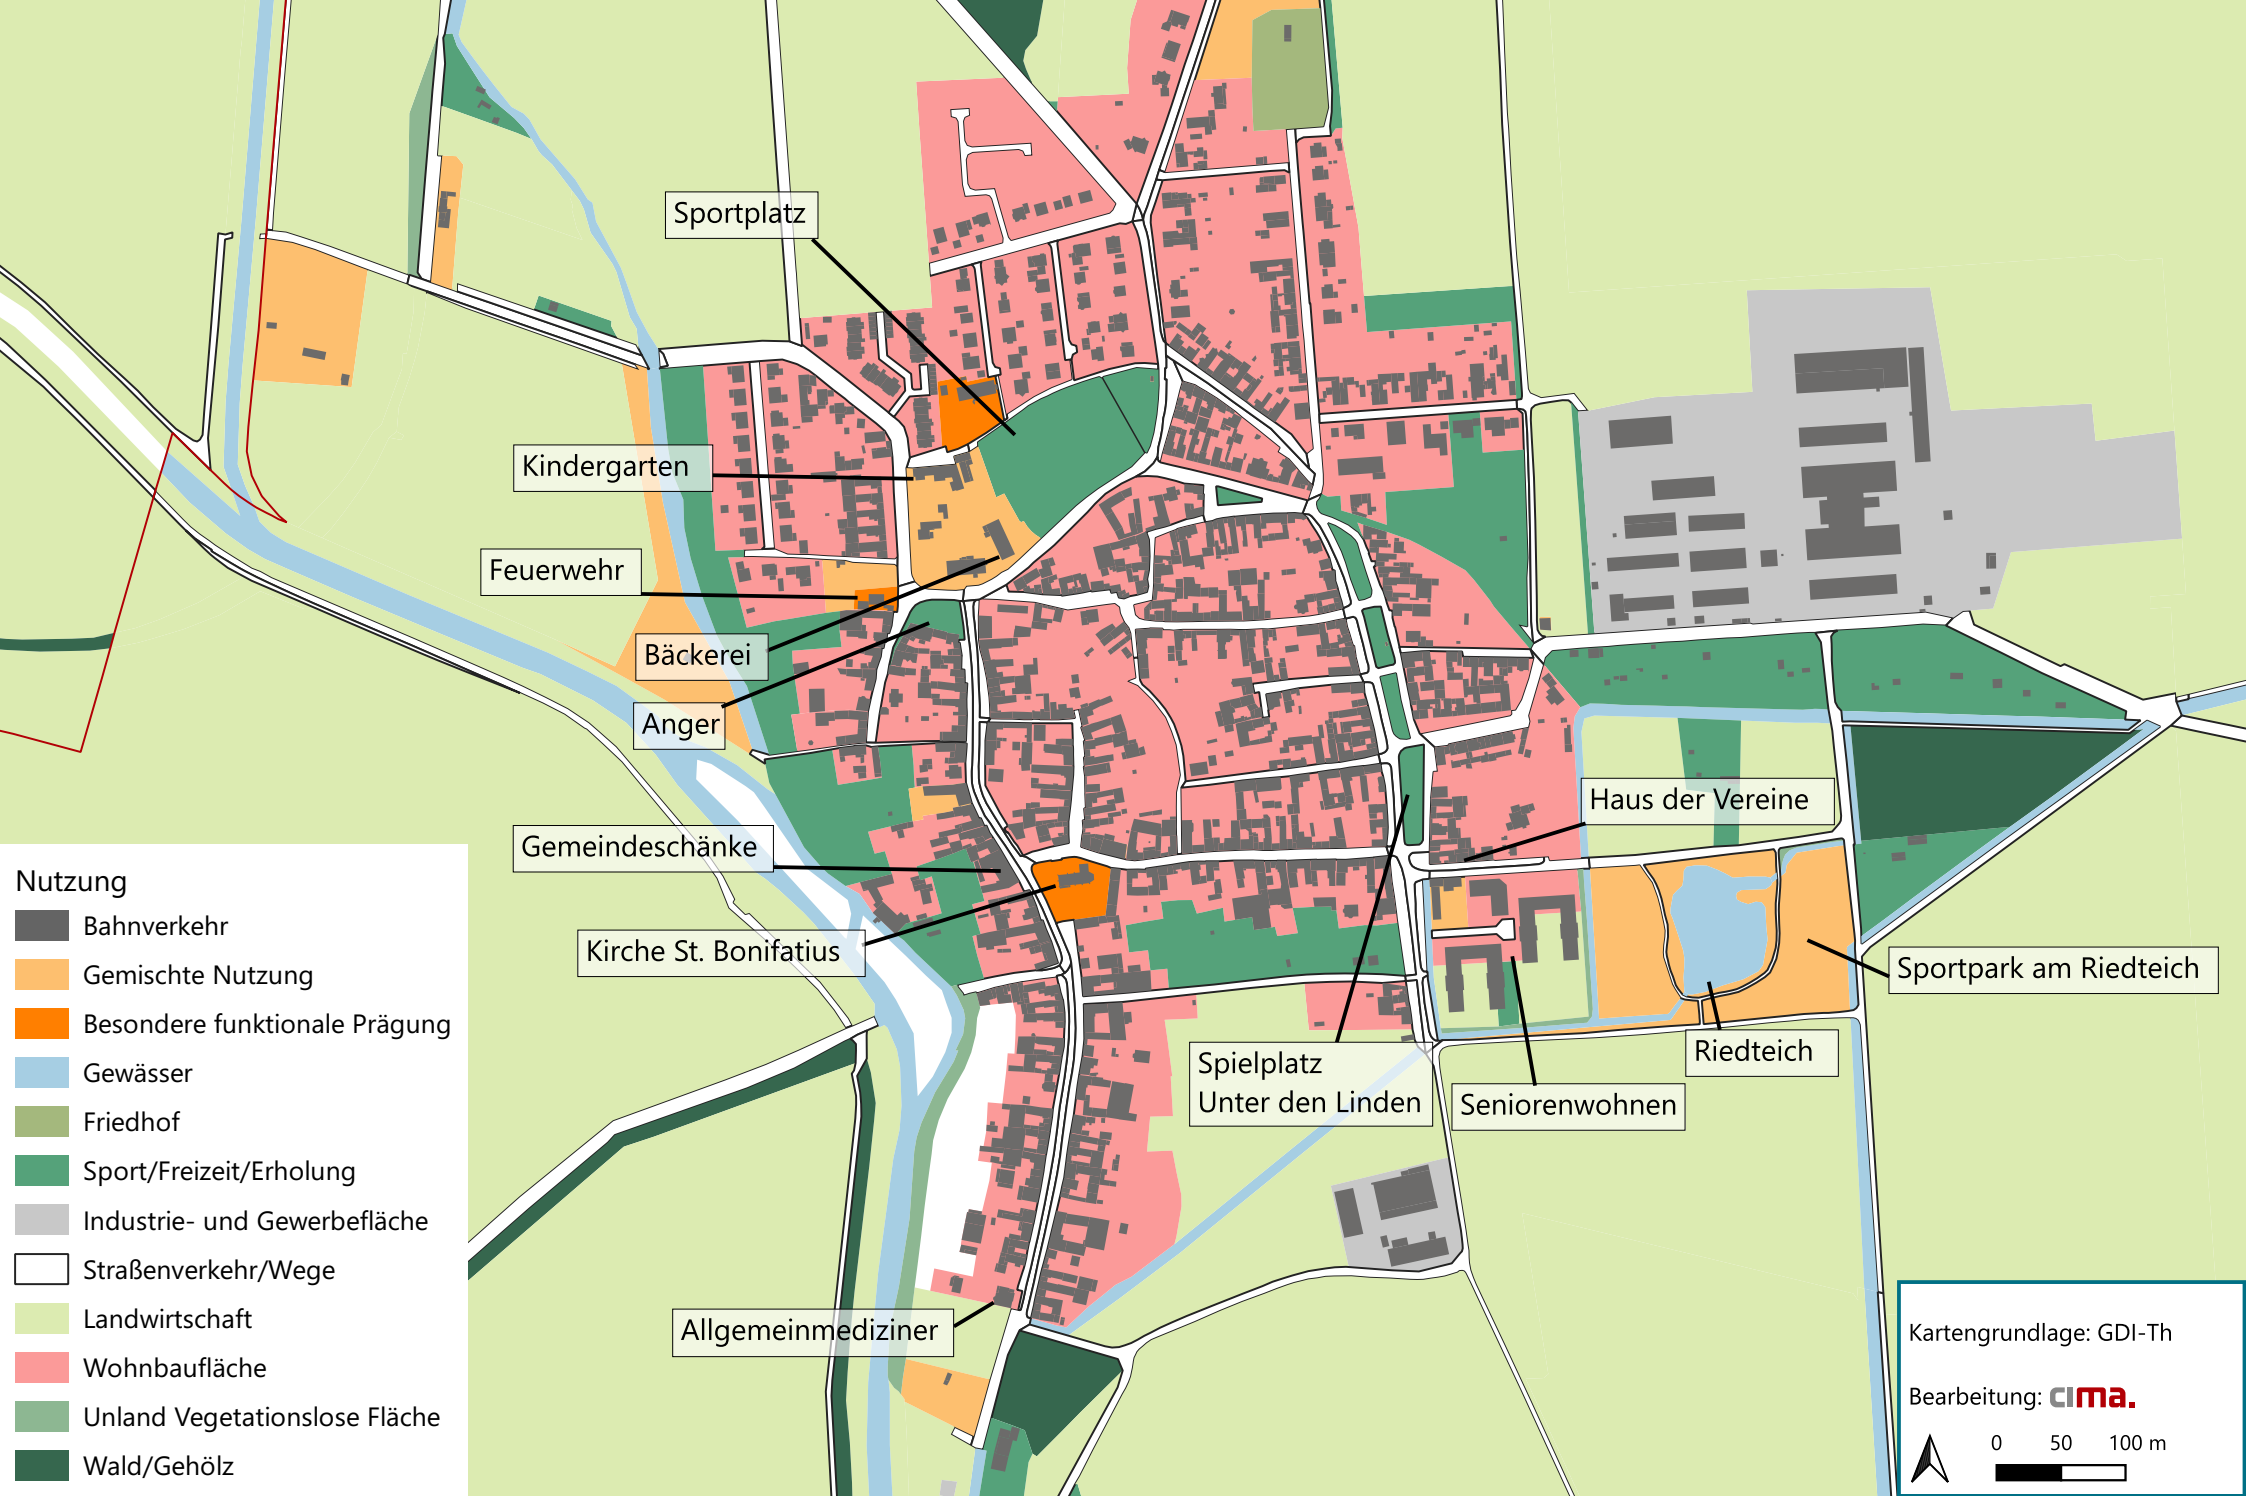 Sportplatz
Kindergarten
Feuerwehr
Bäckerei
Anger
Haus der Vereine
Gemeindeschänke
Kirche St. Bonifatius
Sportpark am Riedteich
Riedteich
Spielplatz
Unter den Linden
Seniorenwohnen
Allgemeinmediziner
Nutzung
Bahnverkehr
Gemischte Nutzung
Besondere funktionale Prägung
Gewässer
Friedhof
Sport/Freizeit/Erholung
Industrie- und Gewerbefläche
Straßenverkehr/Wege
Landwirtschaft
Wohnbaufläche
Unland Vegetationslose Fläche
Wald/Gehölz
Kartengrundlage: GDI-Th
Bearbeitung: cima.
0 50 100 m